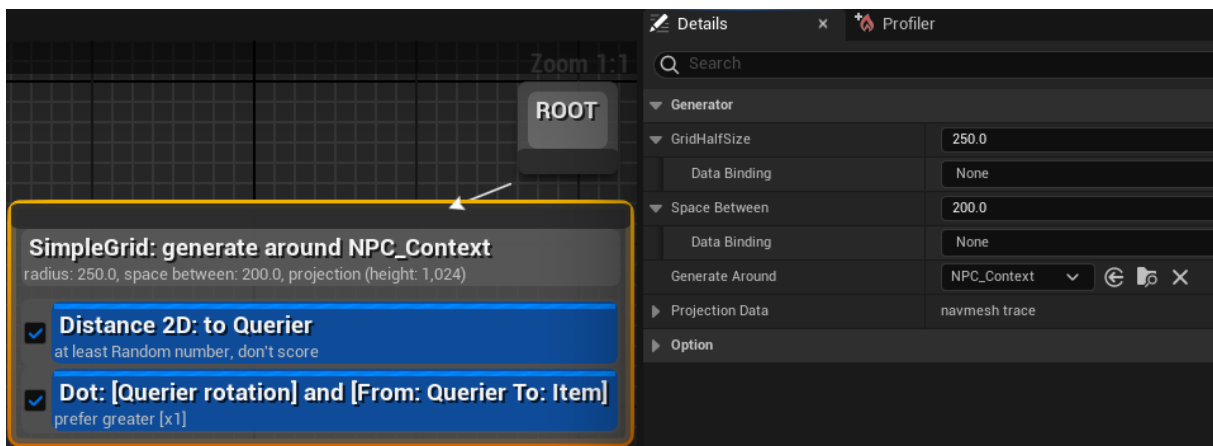 Zoom 1:1
ROOT
SimpleGrid: generate around NPC_Context
radius: 250.0, space between: 200.0, projection (height: 1,024)
Distance 2D: to Querier
at least Random number, don't score
Dot: [Querier rotation] and [From: Querier To: Item]
prefer greater [x1]
Details
Profiler
Search
Generator
GridHalfSize 250.0
Data Binding None
Space Between 200.0
Data Binding None
Generate Around NPC_Context
Projection Data navmesh trace
Option